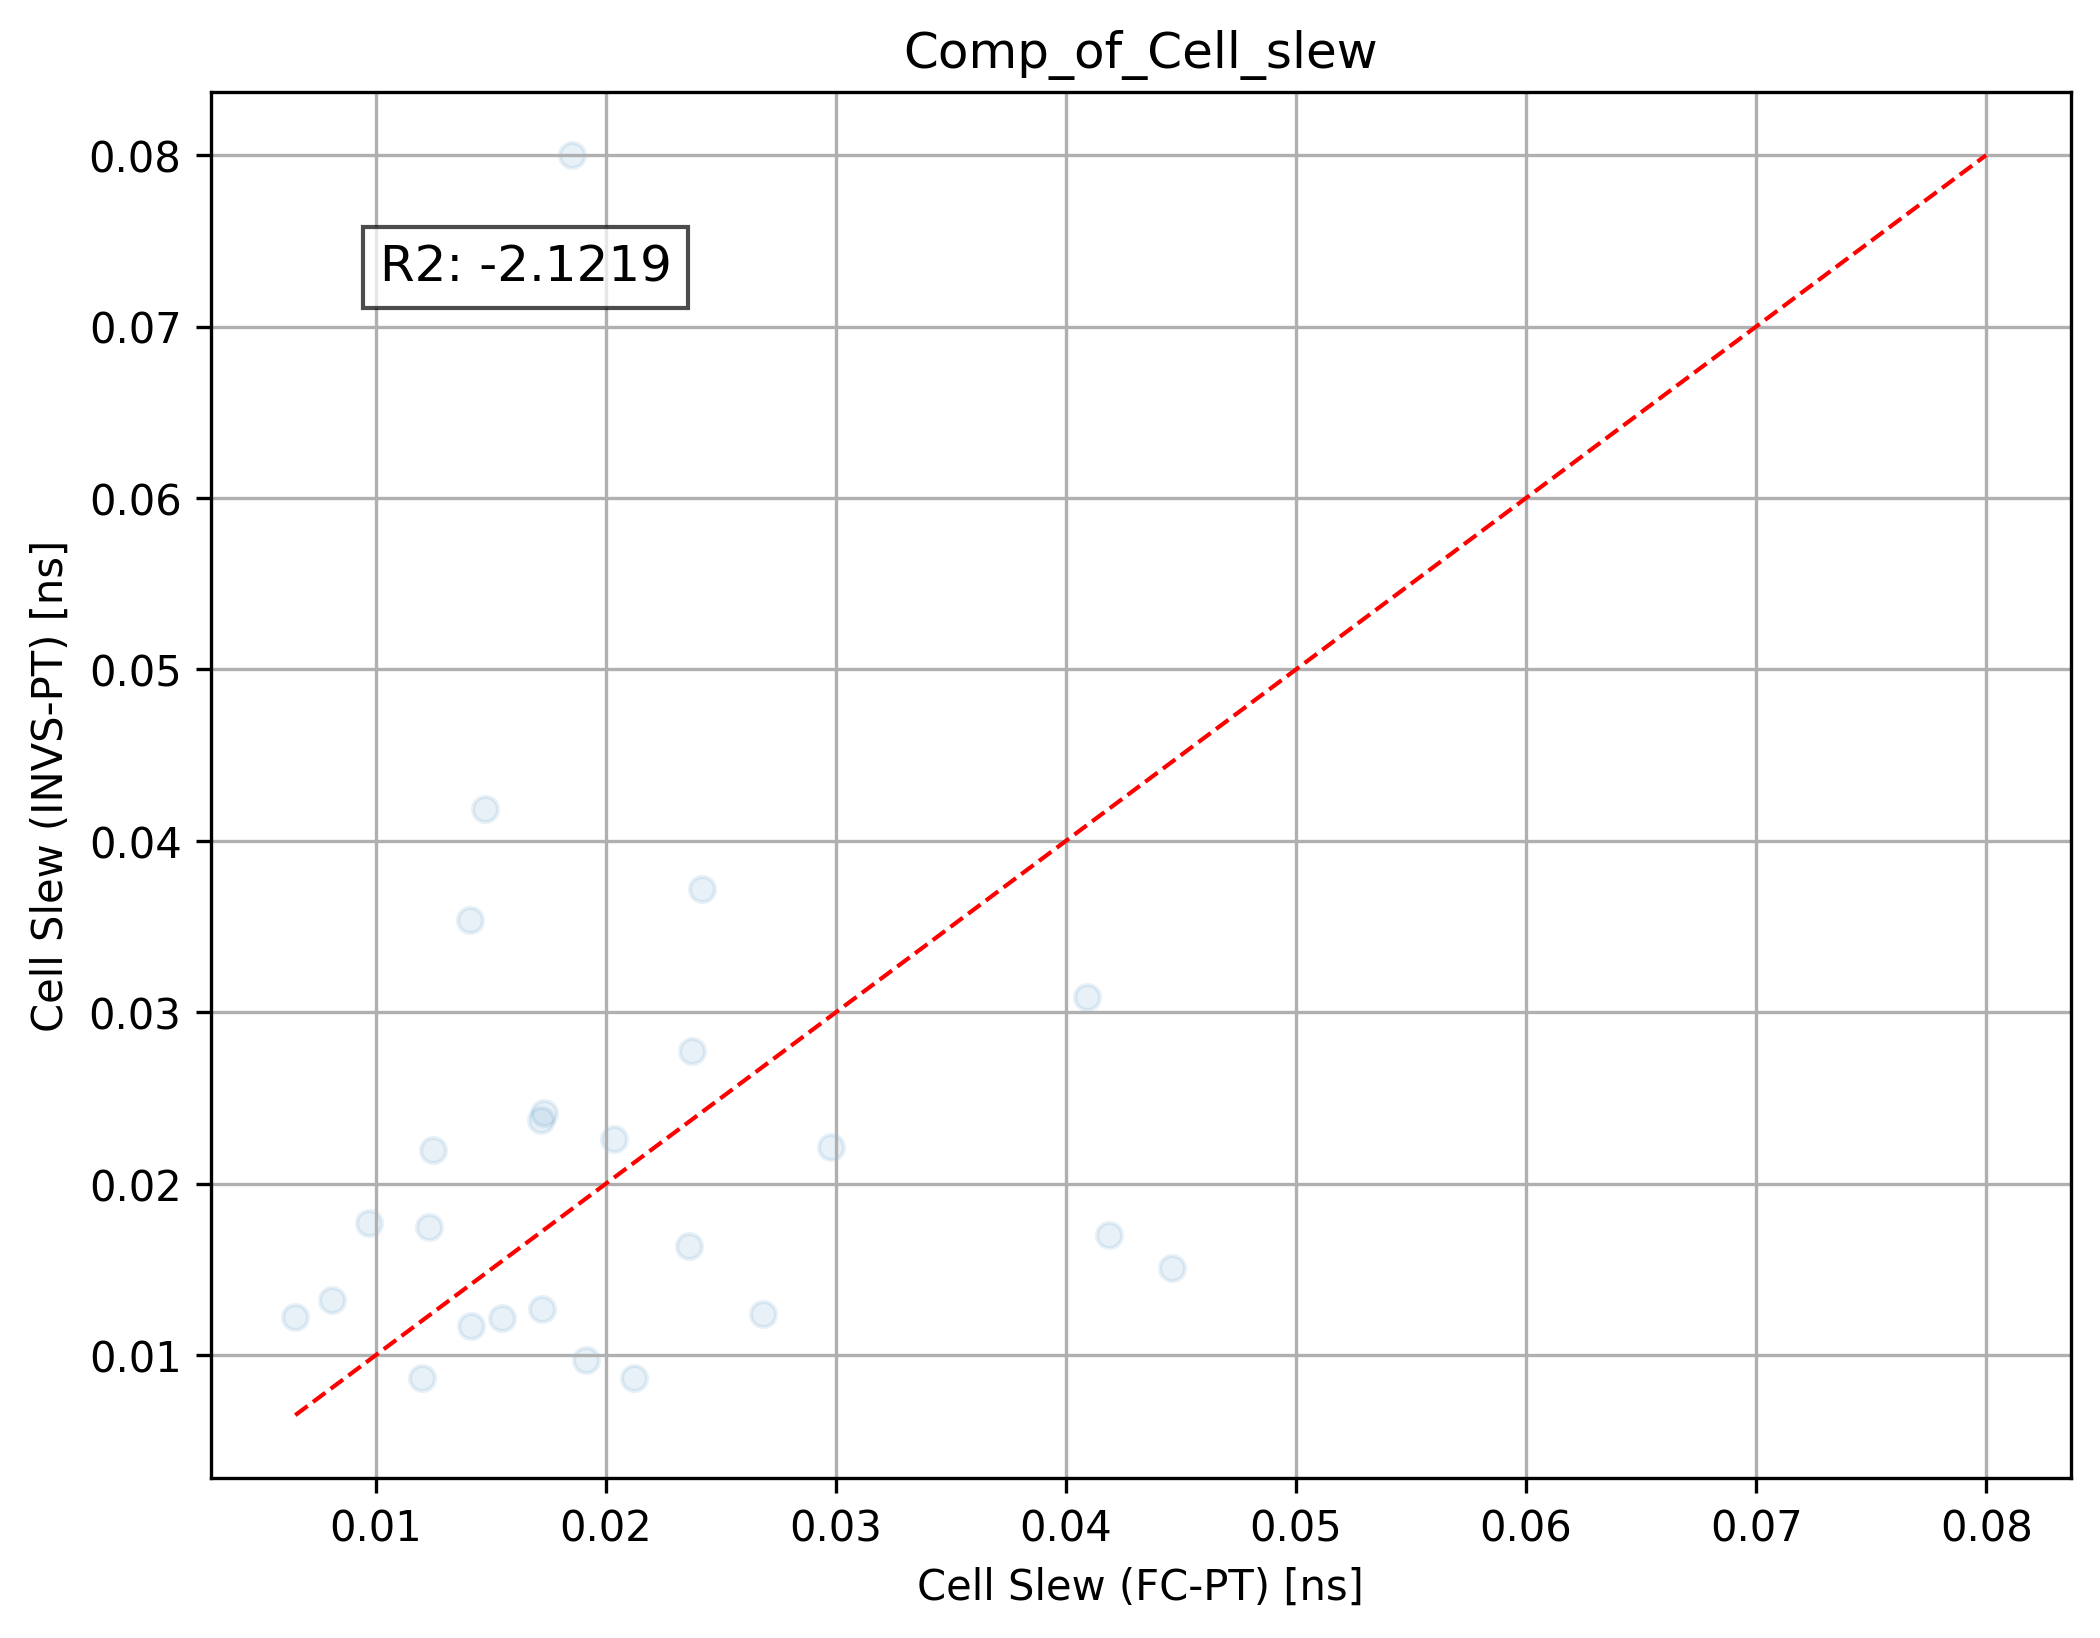 Comp_of_Cell_slew
R2: -2.1219
Cell Slew (INVS-PT) [ns]
0.08
0.07
0.06
0.05
0.04
0.03
0.02
0.01
0.01 0.02 0.03 0.04 0.05 0.06 0.07 0.08
Cell Slew (FC-PT) [ns]